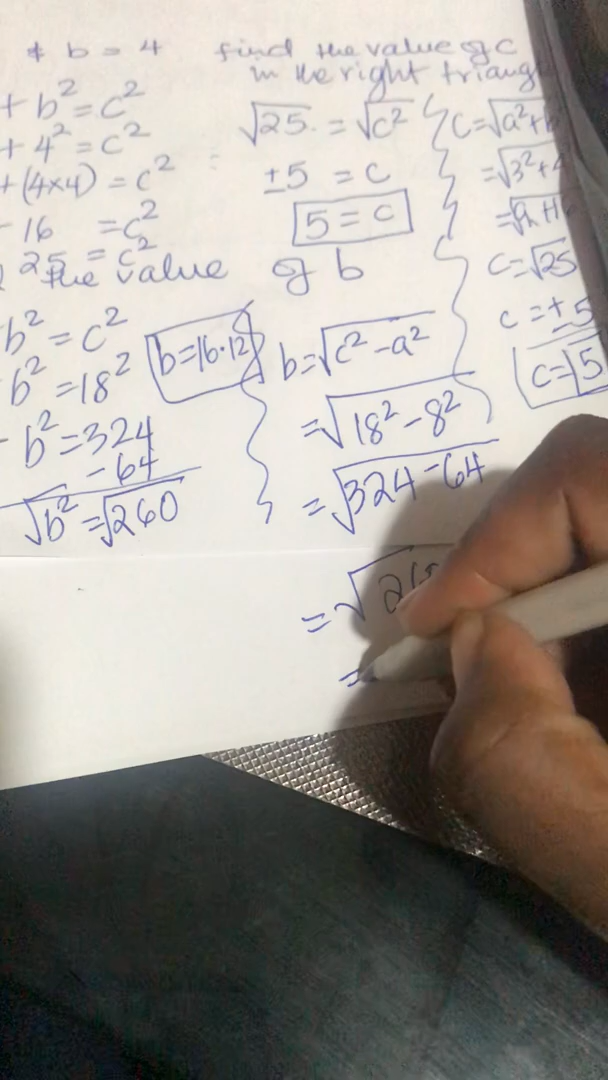 & b = 4 find the value of c
in the right triang
+ b² = c²
+ 4² = c²
+ (4x4) = c²
- 16 = c²
25 = c²
√25. = √c²
±5 = c
5 = c
c = √a² + b
= √3² + 4
c = √25
c = ± 5
c = √5
the value of b
b² = c²
b² = 18²
- b² = 324
- 64
√b² = √260
b = 16.12
b = √c² - a²
= √18² - 8²
= √324 - 64
= √26
=